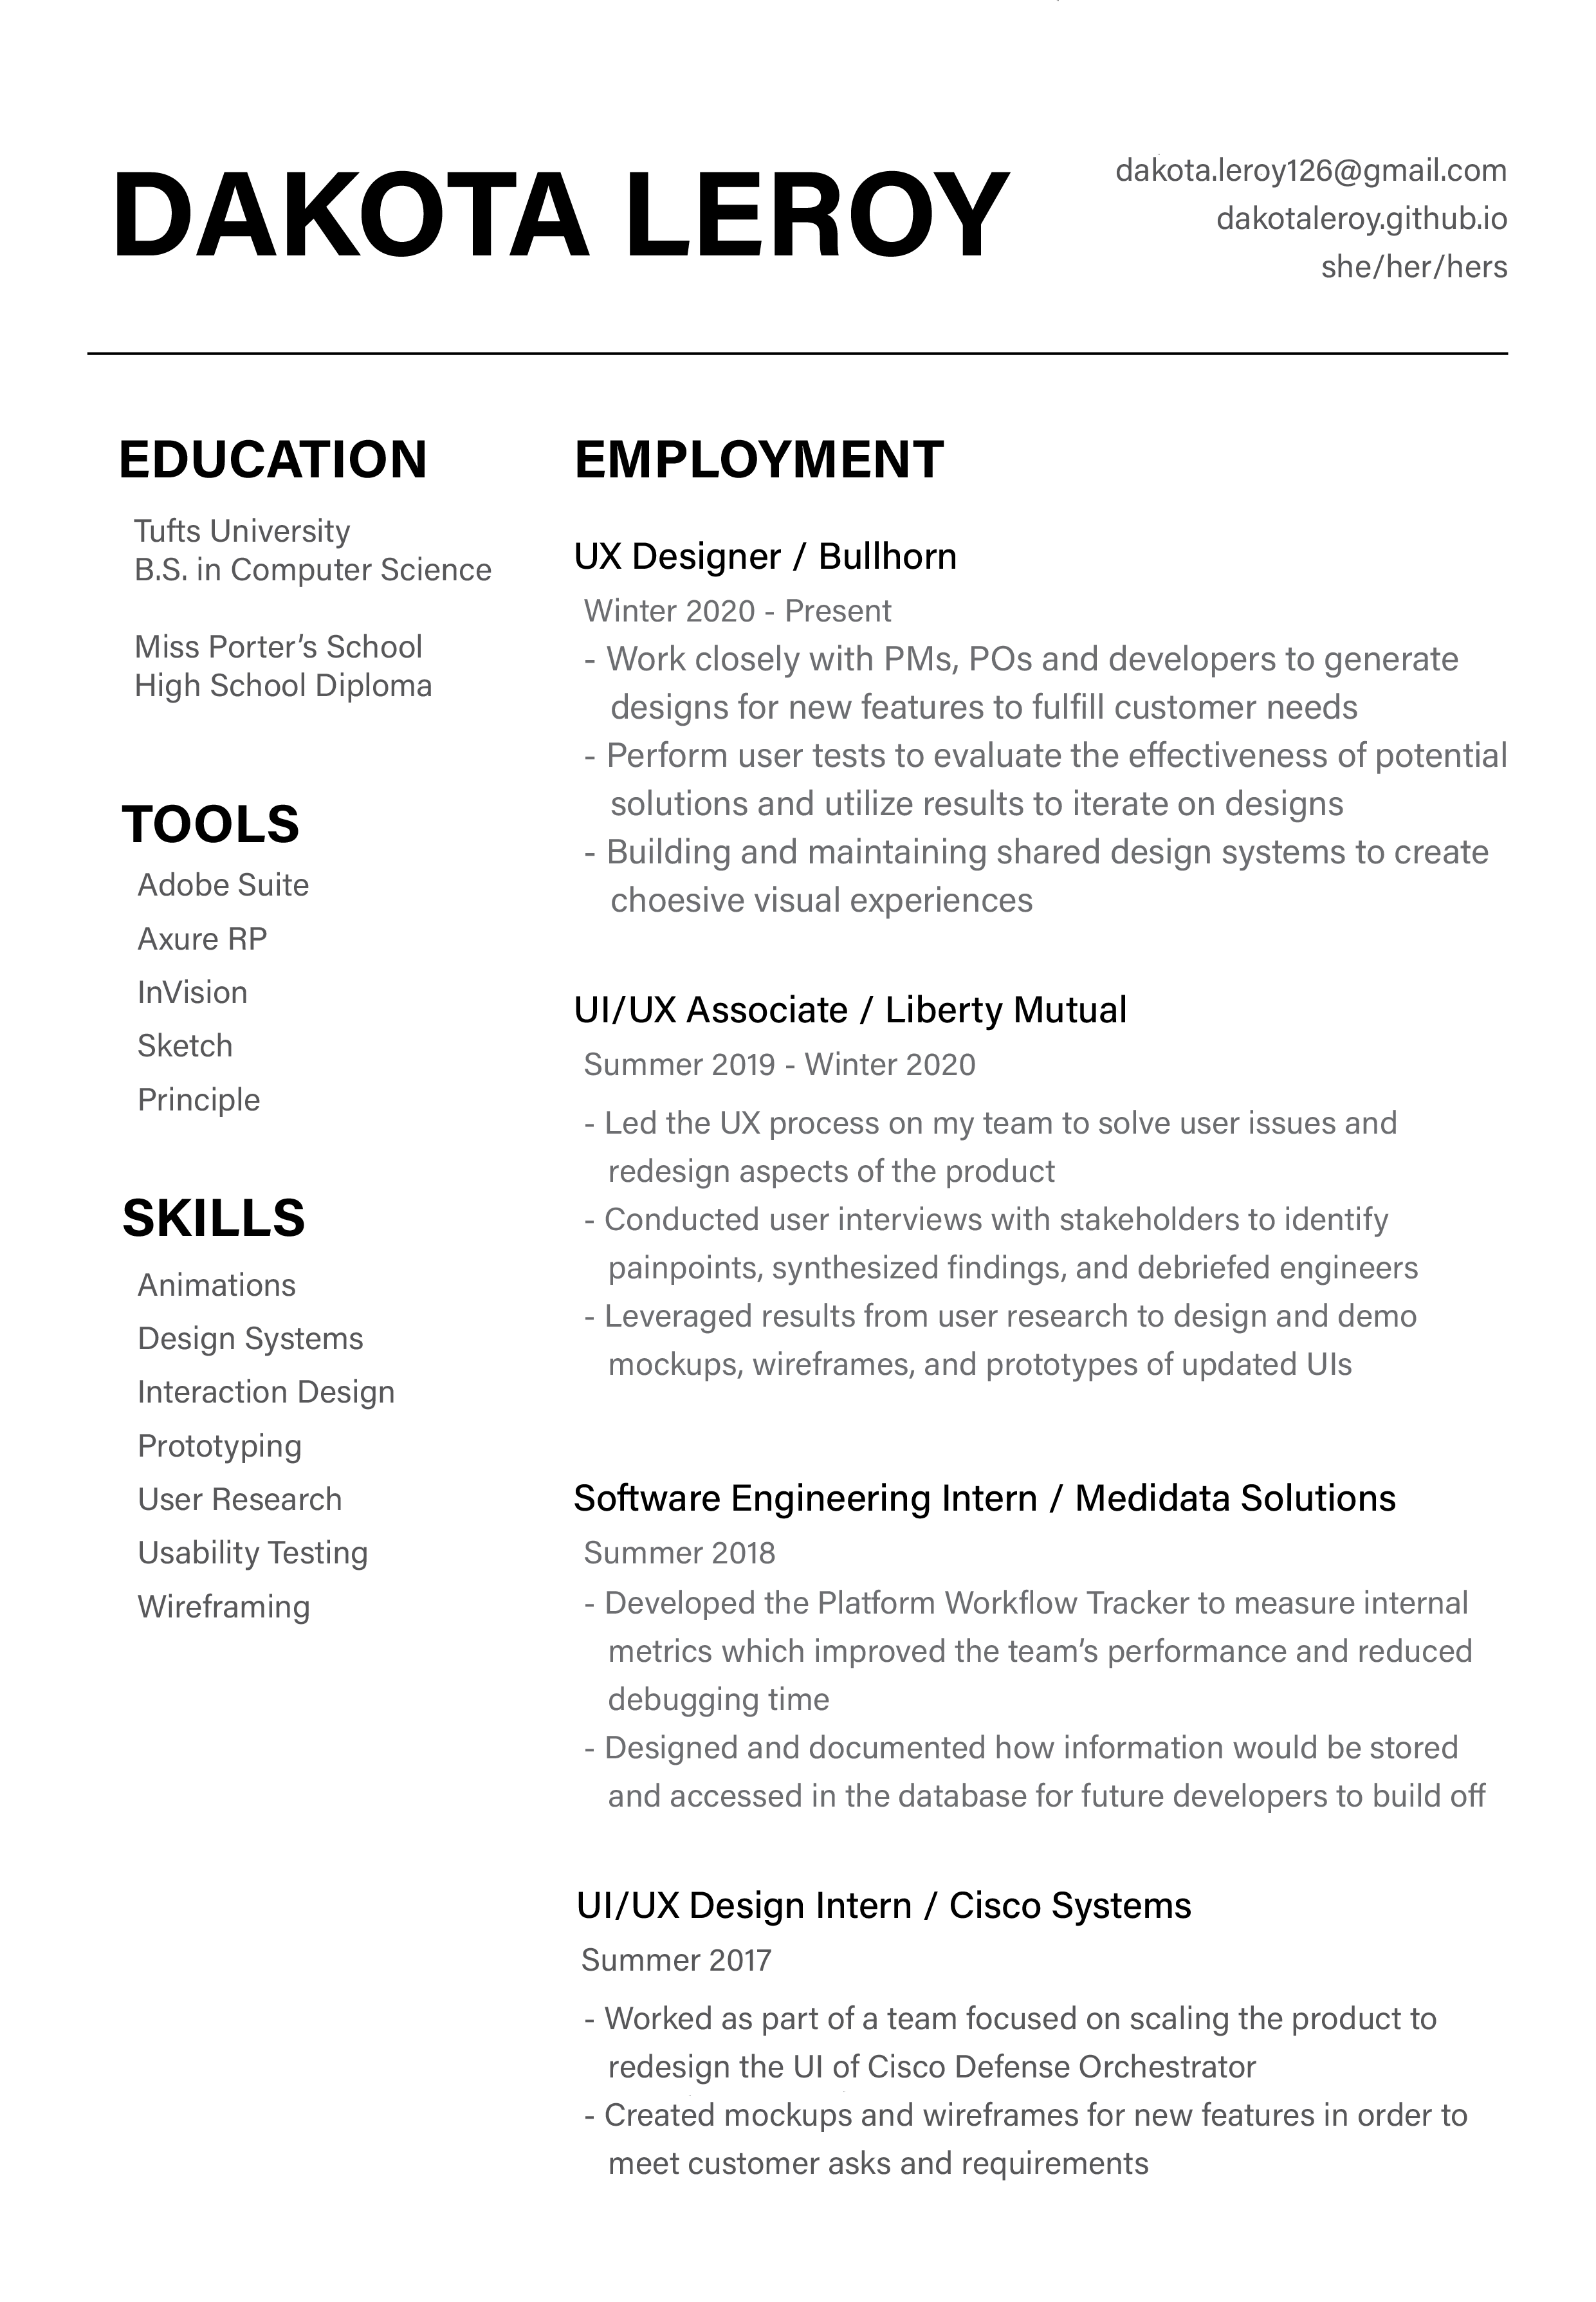 DAKOTA LEROY
dakota.leroy126@gmail.com
dakotaleroy.github.io
she/her/hers
EDUCATION
Tufts University
B.S. in Computer Science
Miss Porter’s School
High School Diploma
TOOLS
Adobe Suite
Axure RP
InVision
Sketch
Principle
SKILLS
Animations
Design Systems
Interaction Design
Prototyping
User Research
Usability Testing
Wireframing
EMPLOYMENT
UX Designer / Bullhorn
Winter 2020 - Present
- Work closely with PMs, POs and developers to generate
designs for new features to fulfill customer needs
- Perform user tests to evaluate the effectiveness of potential
solutions and utilize results to iterate on designs
- Building and maintaining shared design systems to create
choesive visual experiences
UI/UX Associate / Liberty Mutual
Summer 2019 - Winter 2020
- Led the UX process on my team to solve user issues and
redesign aspects of the product
- Conducted user interviews with stakeholders to identify
painpoints, synthesized findings, and debriefed engineers
- Leveraged results from user research to design and demo
mockups, wireframes, and prototypes of updated UIs
Software Engineering Intern / Medidata Solutions
Summer 2018
- Developed the Platform Workflow Tracker to measure internal
metrics which improved the team’s performance and reduced
debugging time
- Designed and documented how information would be stored
and accessed in the database for future developers to build off
UI/UX Design Intern / Cisco Systems
Summer 2017
- Worked as part of a team focused on scaling the product to
redesign the UI of Cisco Defense Orchestrator
- Created mockups and wireframes for new features in order to
meet customer asks and requirements